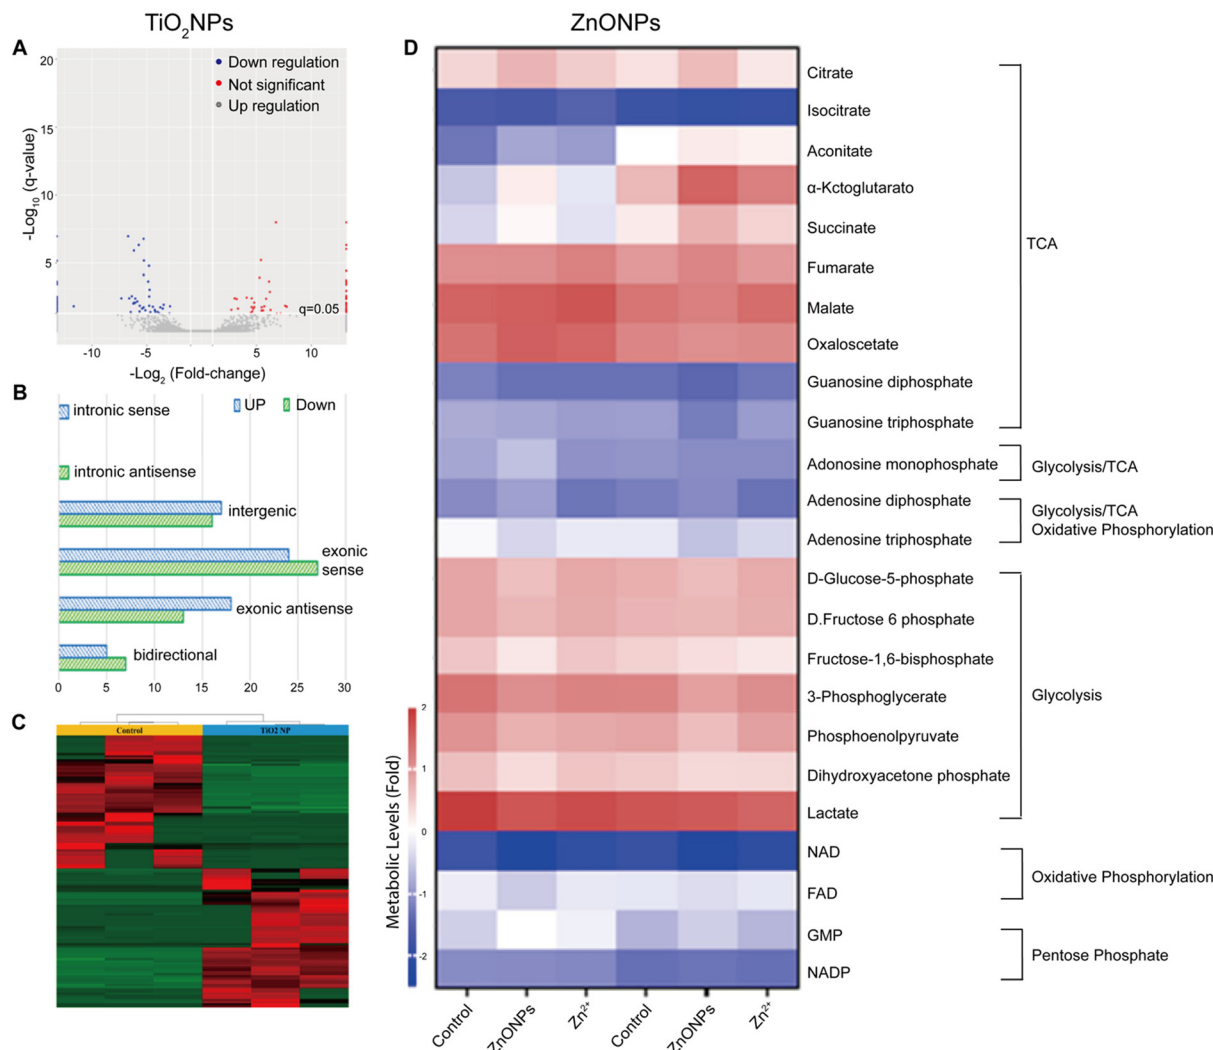 TiO₂NPs
ZnONPs
A
Down regulation
Not significant
Up regulation
20
15
10
5
-Log₁₀ (q-value)
q=0.05
-10
-5
5
10
-Log₂ (Fold-change)
B
UP
Down
intronic sense
intronic antisense
intergenic
exonic
sense
exonic antisense
bidirectional
0
5
10
15
20
25
30
C
Control
TiO2 NP
D
Citrate
Isocitrate
Aconitate
α-Kctoglutarato
Succinate
Fumarate
Malate
Oxaloscetate
Guanosine diphosphate
Guanosine triphosphate
Adonosine monophosphate
Adenosine diphosphate
Adenosine triphosphate
D-Glucose-5-phosphate
D.Fructose 6 phosphate
Fructose-1,6-bisphosphate
3-Phosphoglycerate
Phosphoenolpyruvate
Dihydroxyacetone phosphate
Lactate
NAD
FAD
GMP
NADP
TCA
Glycolysis/TCA
Glycolysis/TCA
Oxidative Phosphorylation
Glycolysis
Oxidative Phosphorylation
Pentose Phosphate
Metabolic Levels (Fold)
2
1
0
-1
-2
Control
ZnONPs
Zn²⁺
Control
ZnONPs
Zn²⁺